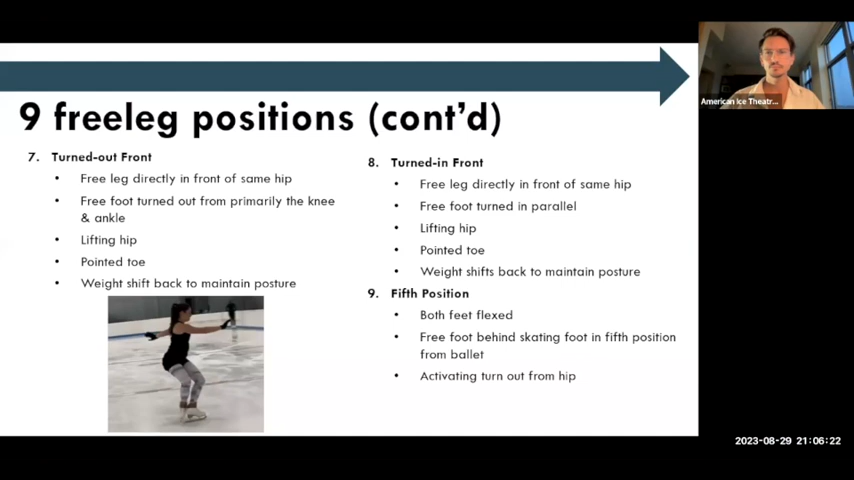 9 freeleg positions (cont'd)
7. Turned-out Front
• Free leg directly in front of same hip
• Free foot turned out from primarily the knee
& ankle
• Lifting hip
• Pointed toe
• Weight shift back to maintain posture
8. Turned-in Front
• Free leg directly in front of same hip
• Free foot turned in parallel
• Lifting hip
• Pointed toe
• Weight shifts back to maintain posture
9. Fifth Position
• Both feet flexed
• Free foot behind skating foot in fifth position
from ballet
• Activating turn out from hip
American Ice Theatr...
2023-08-29 21:06:22